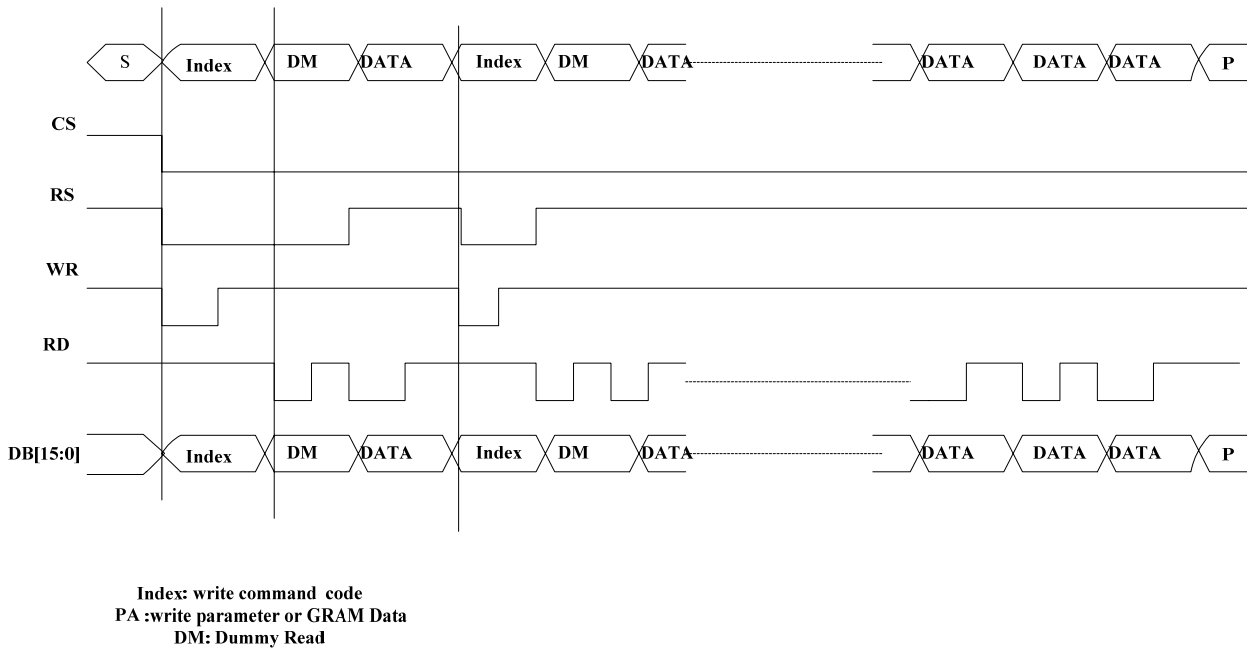 S Index DM DATA Index DM DATA DATA DATA DATA P
CS
RS
WR
RD
DB[15:0] Index DM DATA Index DM DATA DATA DATA DATA P
Index: write command code
PA :write parameter or GRAM Data
DM: Dummy Read